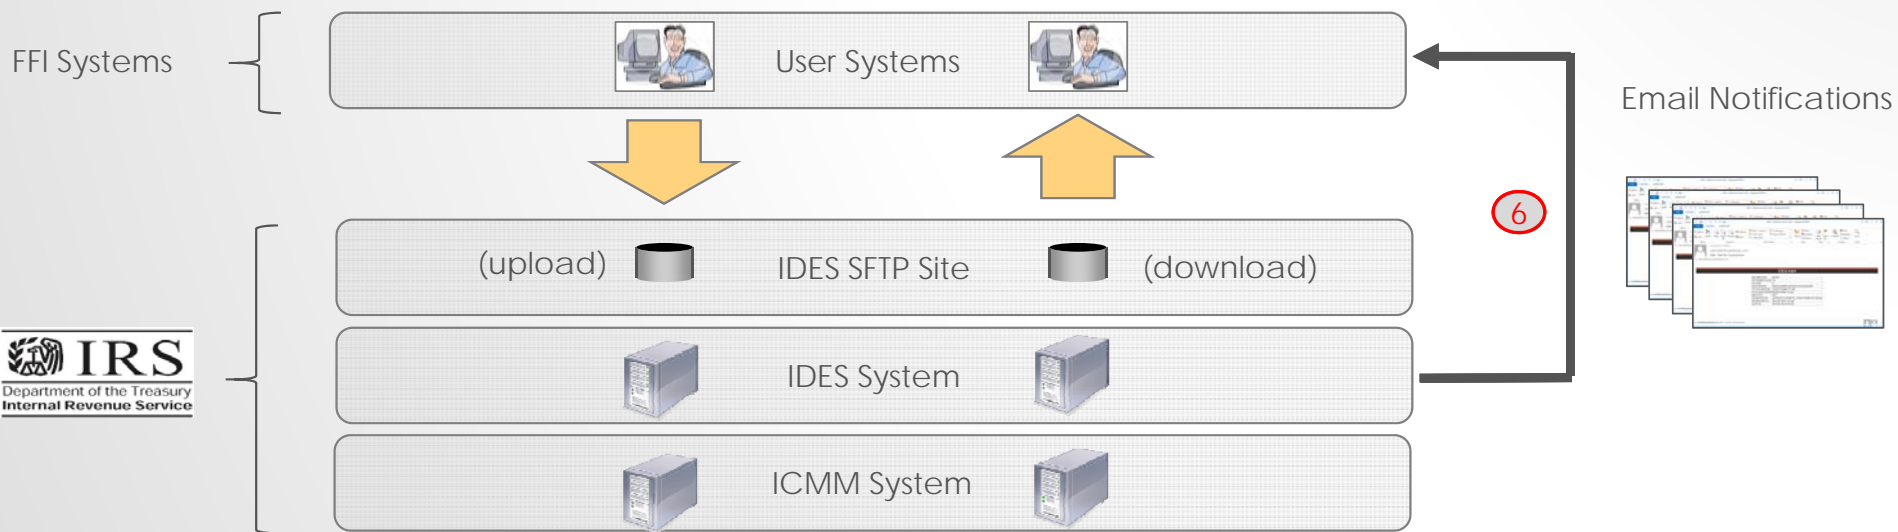 FFI Systems
User Systems
Email Notifications
6
(upload)
IDES SFTP Site
(download)
IRS
Department of the Treasury
Internal Revenue Service
IDES System
ICMM System